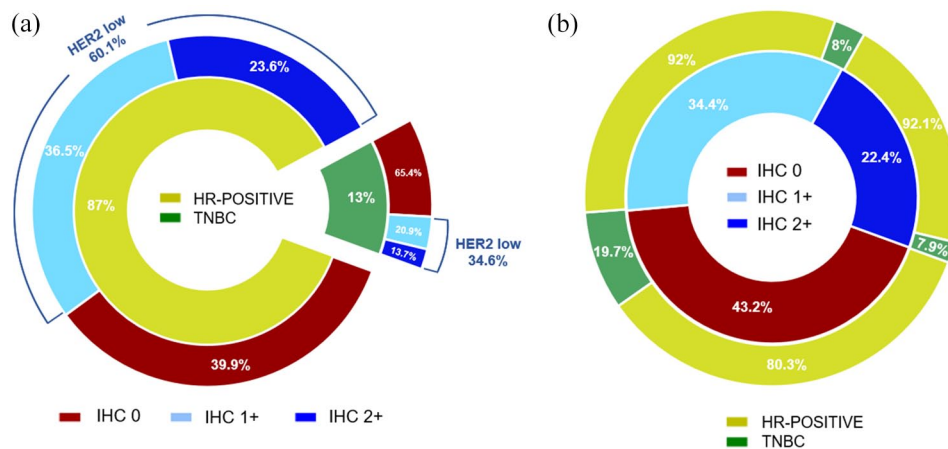 (a)
HER2 low
60.1%
23.6%
36.5%
87%
HR-POSITIVE
TNBC
13%
65.4%
20.9%
13.7%
HER2 low
34.6%
39.9%
IHC 0 IHC 1+ IHC 2+
(b)
8%
92%
34.4%
92.1%
22.4%
IHC 0
IHC 1+
IHC 2+
7.9%
19.7%
43.2%
80.3%
HR-POSITIVE
TNBC